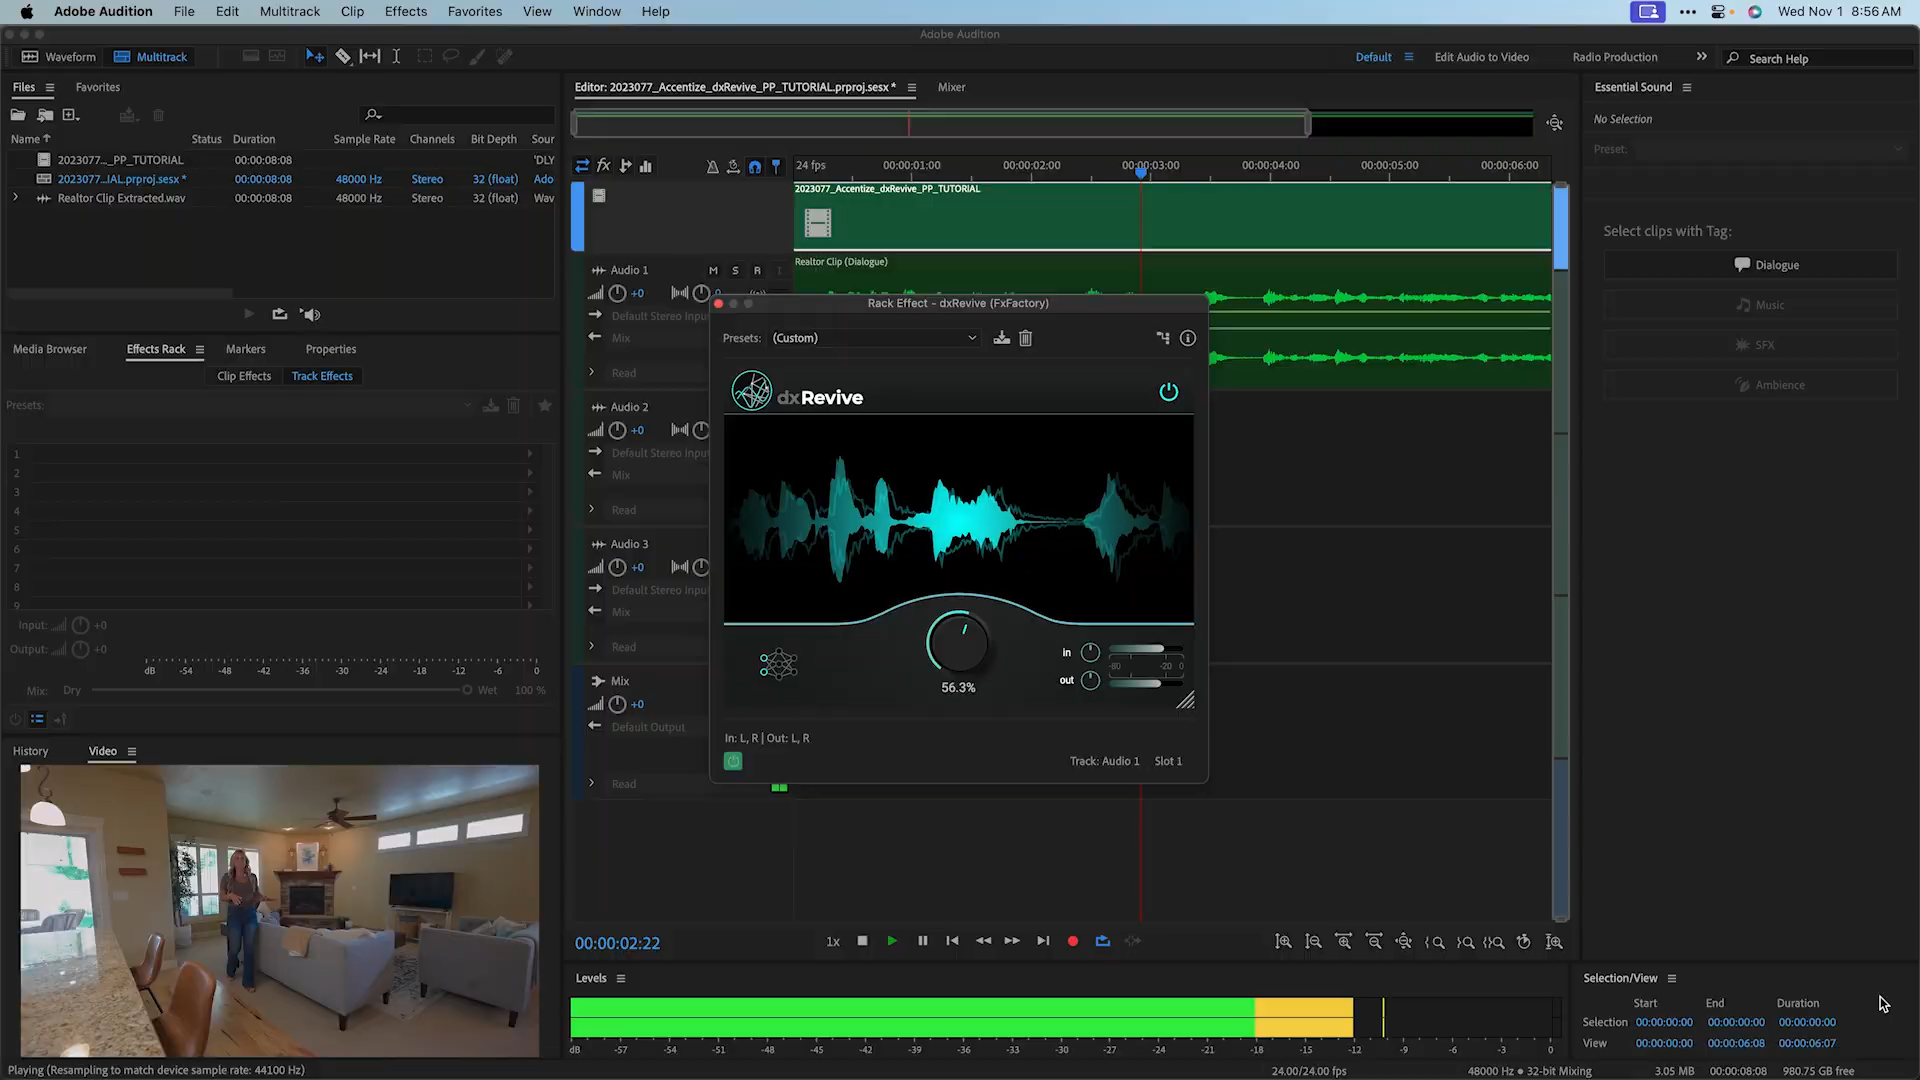 Adobe Audition File Edit Multitrack Clip Effects Favorites View Window Help Wed Nov 1 8:56 AM
Adobe Audition
Waveform Multitrack Default Edit Audio to Video Radio Production Search Help
Files Favorites
Name Status Duration Sample Rate Channels Bit Depth Sour
2023077..._PP_TUTORIAL 00:00:08:08 'DLY
2023077...IAL.prproj.sesx * 00:00:08:08 48000 Hz Stereo 32 (float) Ado
Realtor Clip Extracted.wav 00:00:08:08 48000 Hz Stereo 32 (float) Wav
Media Browser Effects Rack Markers Properties
Clip Effects Track Effects
Presets:
1
2
3
4
5
6
7
8
9
Input: +0
Output: +0
dB -54 -48 -42 -36 -30 -24 -18 -12 -6 0
Mix: Dry Wet 100 %
History Video
Playing (Resampling to match device sample rate: 44100 Hz)
Editor: 2023077_Accentize_dxRevive_PP_TUTORIAL.prproj.sesx * Mixer
fx 24 fps 00:00:01:00 00:00:02:00 00:00:03:00 00:00:04:00 00:00:05:00 00:00:06:00
2023077_Accentize_dxRevive_PP_TUTORIAL
Realtor Clip (Dialogue)
Audio 1 M S R I
+0 0
Default Stereo Input
Mix
Read
Audio 2
+0
Default Stereo Input
Mix
Read
Audio 3
+0
Default Stereo Input
Mix
Read
Mix
+0
Default Output
Read
Rack Effect - dxRevive (FxFactory)
Presets: (Custom)
dxRevive
56.3%
in
-60 -20 0
out
In: L, R | Out: L, R
Track: Audio 1 Slot 1
00:00:02:22 1x
Levels
dB -57 -54 -51 -48 -45 -42 -39 -36 -33 -30 -27 -24 -21 -18 -15 -12 -9 -6 -3 0
24.00/24.00 fps 48000 Hz ● 32-bit Mixing 3.05 MB 00:00:08:08 980.75 GB free
Essential Sound
No Selection
Preset:
Select clips with Tag:
Dialogue
Music
SFX
Ambience
Selection/View
Start End Duration
Selection 00:00:00:00 00:00:00:00 00:00:00:00
View 00:00:00:00 00:00:06:08 00:00:06:07